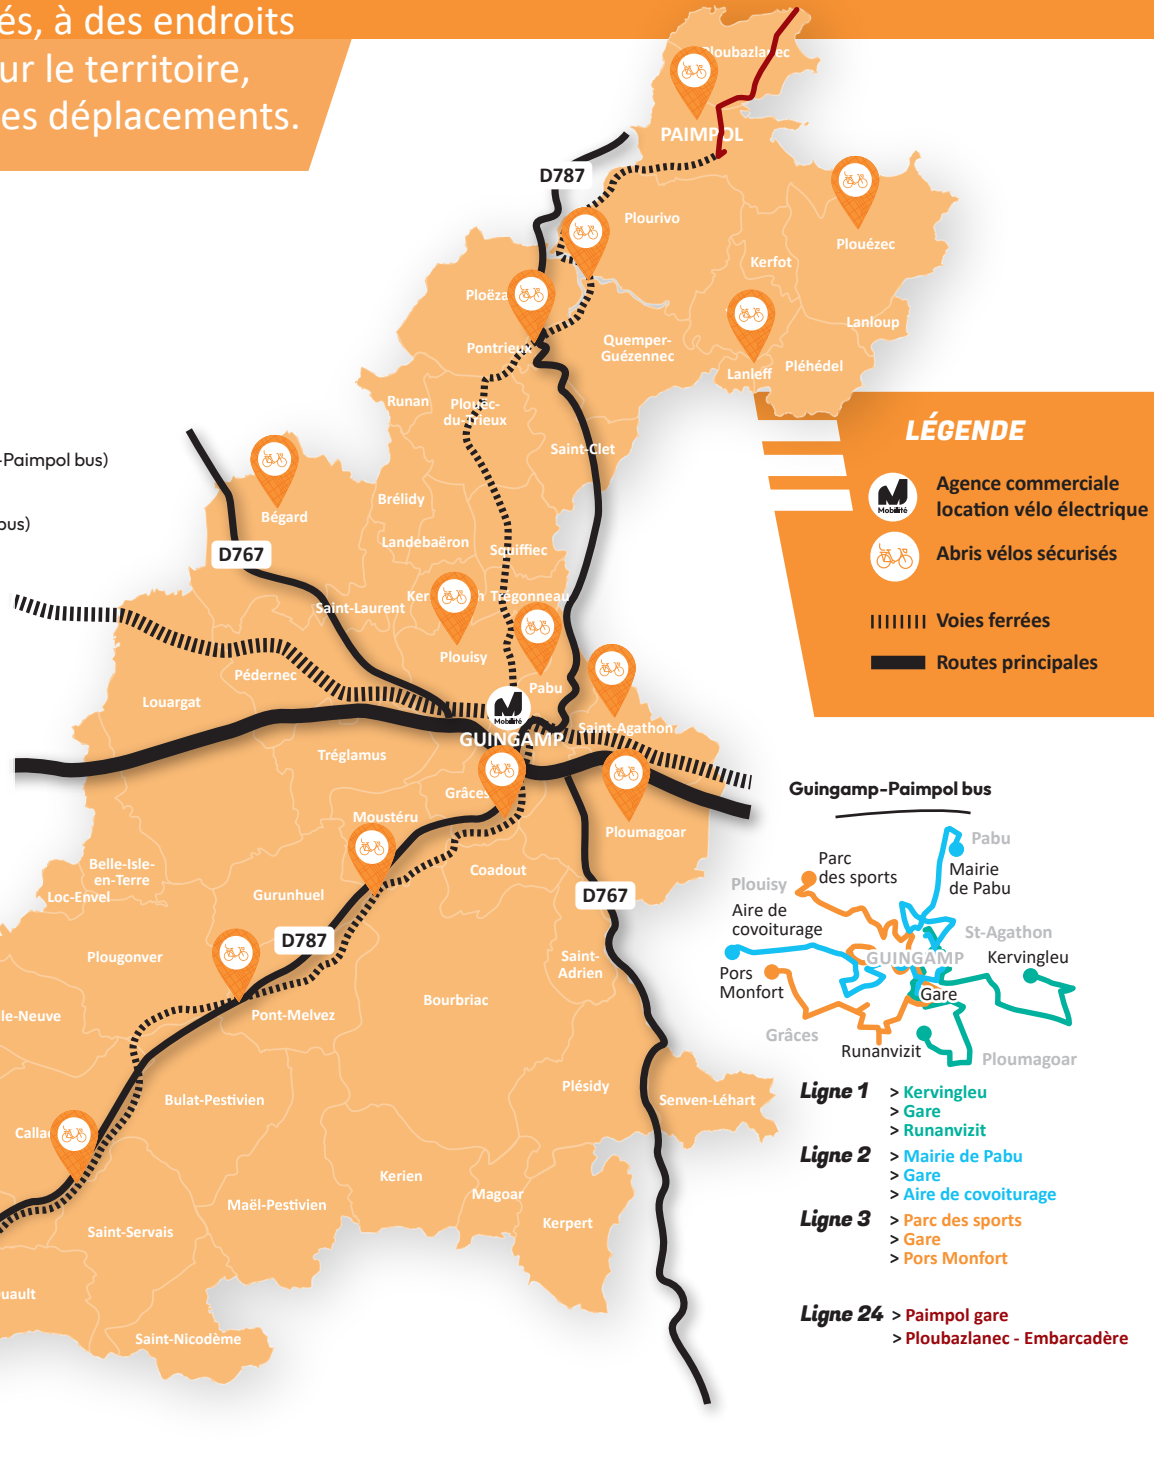 és, à des endroits
ur le territoire,
es déplacements.
-Paimpol bus)
bus)
Ploubazlanec
PAIMPOL
D787
Plourivo
Plouézec
Kerfot
Ploëza
Lanloup
Quemper-
Guézennec
Pontrieux
Pléhédel
Lanleff
Runan
Plouëc-
du-Trieux
Saint-Clet
Brélidy
Bégard
Landebaëron
Squiffiec
D767
Ker
h
Trégonneau
Saint-Laurent
Plouisy
Pédernec
Pabu
Louargat
Mobilité
Saint-Agathon
GUINGAMP
Tréglamus
Grâces
Moustéru
Ploumagoar
Belle-Isle-
en-Terre
Coadout
Loc-Envel
Gurunhuel
D767
D787
Plougonver
Saint-
Adrien
Bourbriac
le-Neuve
Pont-Melvez
Plésidy
Bulat-Pestivien
Senven-Léhart
Calla
Kerien
Magoar
Maël-Pestivien
Kerpert
Saint-Servais
uault
Saint-Nicodème
LÉGENDE
Mobilité
Agence commerciale
location vélo électrique
Abris vélos sécurisés
Voies ferrées
Routes principales
Guingamp-Paimpol bus
Pabu
Parc
des sports
Mairie
de Pabu
Plouisy
Aire de
covoiturage
St-Agathon
GUINGAMP
Kervingleu
Pors
Monfort
Gare
Grâces
Runanvizit
Ploumagoar
Ligne 1 > Kervingleu
> Gare
> Runanvizit
Ligne 2 > Mairie de Pabu
> Gare
> Aire de covoiturage
Ligne 3 > Parc des sports
> Gare
> Pors Monfort
Ligne 24 > Paimpol gare
> Ploubazlanec - Embarcadère